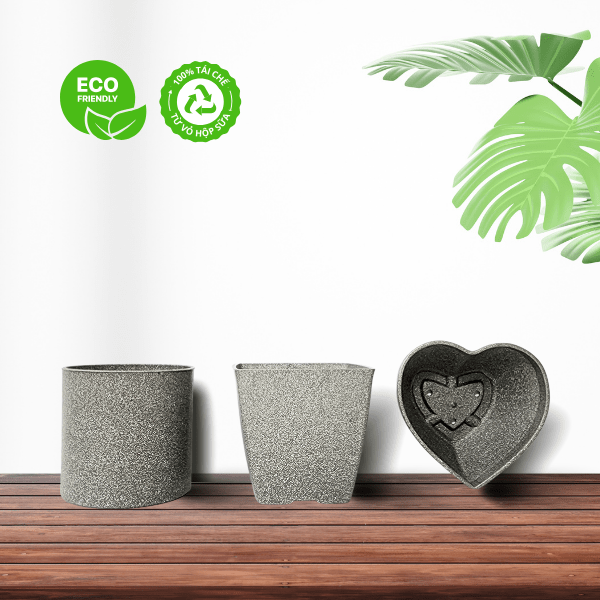 ECO
FRIENDLY
100% TÁI CHẾ
TỪ VỎ HỘP SỮA